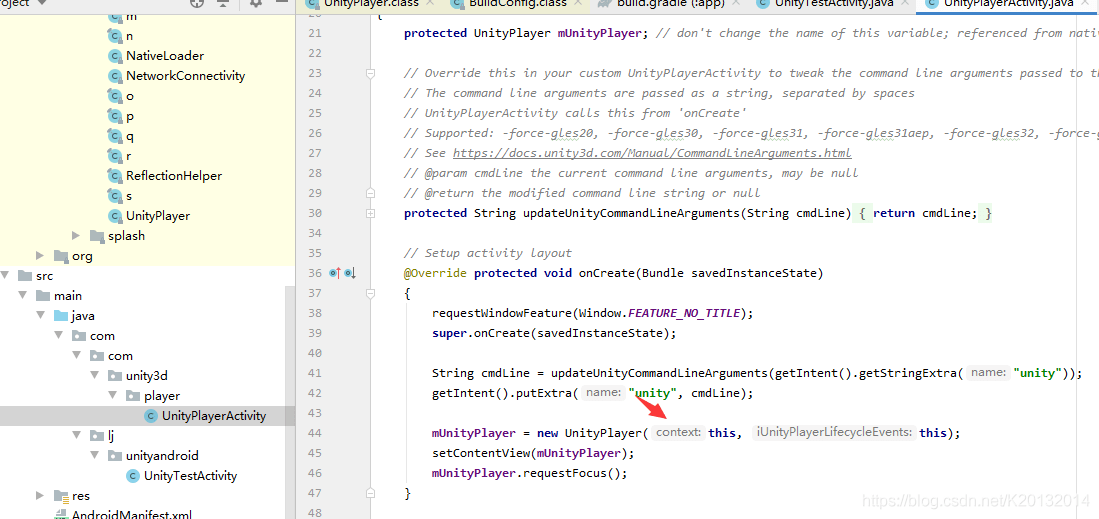 roject
UnityPlayer.class
BuildConfig.class
build.gradle (:app)
UnityTestActivity.java
UnityPlayerActivity.java
m
n
NativeLoader
NetworkConnectivity
o
p
q
r
ReflectionHelper
s
UnityPlayer
splash
org
src
main
java
com
com
unity3d
player
UnityPlayerActivity
lj
unityandroid
UnityTestActivity
res
AndroidManifest.xml
20 {
21 protected UnityPlayer mUnityPlayer; // don't change the name of this variable; referenced from nati
22
23 // Override this in your custom UnityPlayerActivity to tweak the command line arguments passed to th
24 // The command line arguments are passed as a string, separated by spaces
25 // UnityPlayerActivity calls this from 'onCreate'
26 // Supported: -force-gles20, -force-gles30, -force-gles31, -force-gles31aep, -force-gles32, -force-g
27 // See https://docs.unity3d.com/Manual/CommandLineArguments.html
28 // @param cmdLine the current command line arguments, may be null
29 // @return the modified command line string or null
30 protected String updateUnityCommandLineArguments(String cmdLine) { return cmdLine; }
34
35 // Setup activity layout
36 @Override protected void onCreate(Bundle savedInstanceState)
37 {
38 requestWindowFeature(Window.FEATURE_NO_TITLE);
39 super.onCreate(savedInstanceState);
40
41 String cmdLine = updateUnityCommandLineArguments(getIntent().getStringExtra( name: "unity"));
42 getIntent().putExtra( name: "unity", cmdLine);
43
44 mUnityPlayer = new UnityPlayer( context: this, iUnityPlayerLifecycleEvents: this);
45 setContentView(mUnityPlayer);
46 mUnityPlayer.requestFocus();
47 }
48
https://blog.csdn.net/K20132014